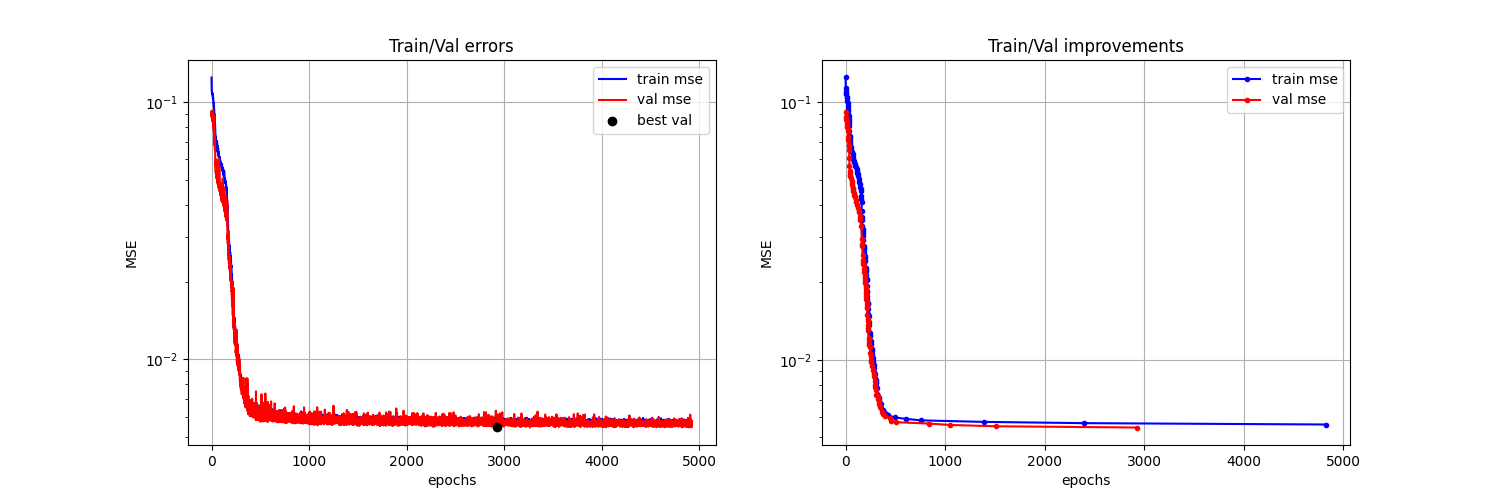 Train/Val errors
train mse
val mse
best val
10⁻¹
10⁻²
MSE
0 1000 2000 3000 4000 5000
epochs
Train/Val improvements
train mse
val mse
10⁻¹
10⁻²
MSE
0 1000 2000 3000 4000 5000
epochs